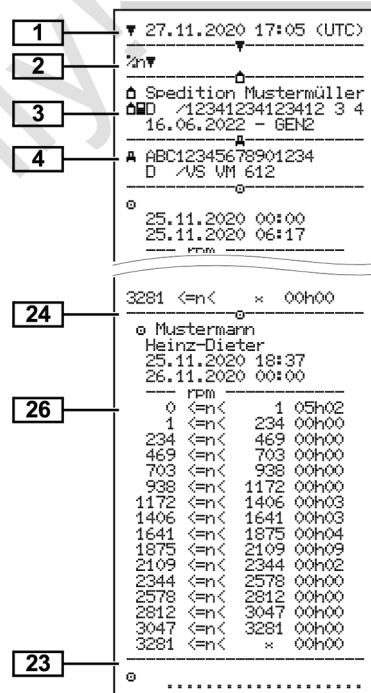 1
▼ 27.11.2020 17:05 (UTC)
2
%n▼
Spedition Mustermüller
3
D /12341234123412 3 4
16.06.2022 - GEN2
4
A ABC12345678901234
D /VS VM 612
25.11.2020 00:00
25.11.2020 06:17
--- rpm ---
3281 <=n< × 00h00
24
Mustermann
Heinz-Dieter
25.11.2020 18:37
26.11.2020 00:00
--- rpm ---
26
0 <=n< 1 05h02
1 <=n< 234 00h00
234 <=n< 469 00h00
469 <=n< 703 00h00
703 <=n< 938 00h00
938 <=n< 1172 00h00
1172 <=n< 1406 00h03
1406 <=n< 1641 00h03
1641 <=n< 1875 00h04
1875 <=n< 2109 00h09
2109 <=n< 2344 00h02
2344 <=n< 2578 00h00
2578 <=n< 2812 00h00
2812 <=n< 3047 00h00
3047 <=n< 3281 00h00
3281 <=n< × 00h00
23